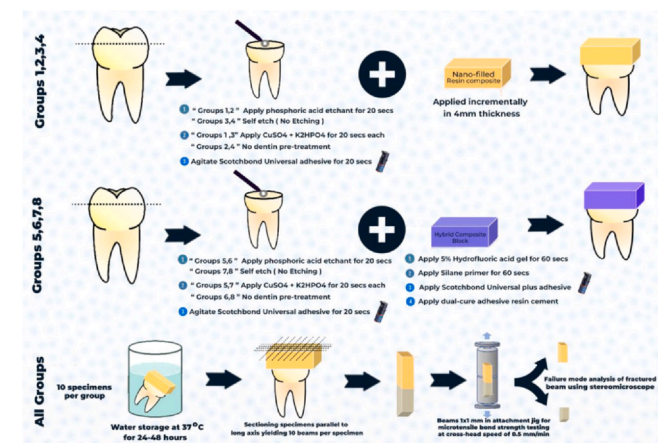 Groups 1,2,3,4
1 " Groups 1,2 " Apply phosphoric acid etchant for 20 secs
" Groups 3,4 " Self etch ( No Etching )
2 " Groups 1 ,3" Apply CuSO4 + K2HPO4 for 20 secs each
" Groups 2,4 " No dentin pre-treatment
3 Agitate Scotchbond Universal adhesive for 20 secs
Nano-filled
Resin composite
Applied incrementally
in 4mm thickness
Groups 5,6,7,8
1 " Groups 5,6 " Apply phosphoric acid etchant for 20 secs
" Groups 7,8 " Self etch ( No Etching )
2 " Groups 5,7 " Apply CuSO4 + K2HPO4 for 20 secs each
" Groups 6,8 " No dentin pre-treatment
3 Agitate Scotchbond Universal adhesive for 20 secs
Hybrid Composite
Block
1 Apply 5% Hydrofluoric acid gel for 60 secs
2 Apply Silane primer for 60 secs
3 Apply Scotchbond Universal plus adhesive
4 Apply dual-cure adhesive resin cement
All Groups
10 specimens
per group
Water storage at 37°C
for 24-48 hours
Sectioning specimens parallel to
long axis yielding 10 beams per specimen
Beams 1x1 mm in attachment jig for
microtensile bond strength testing
at cross-head speed of 0.5 mm/min
Failure mode analysis of fractured
beam using stereomicroscope